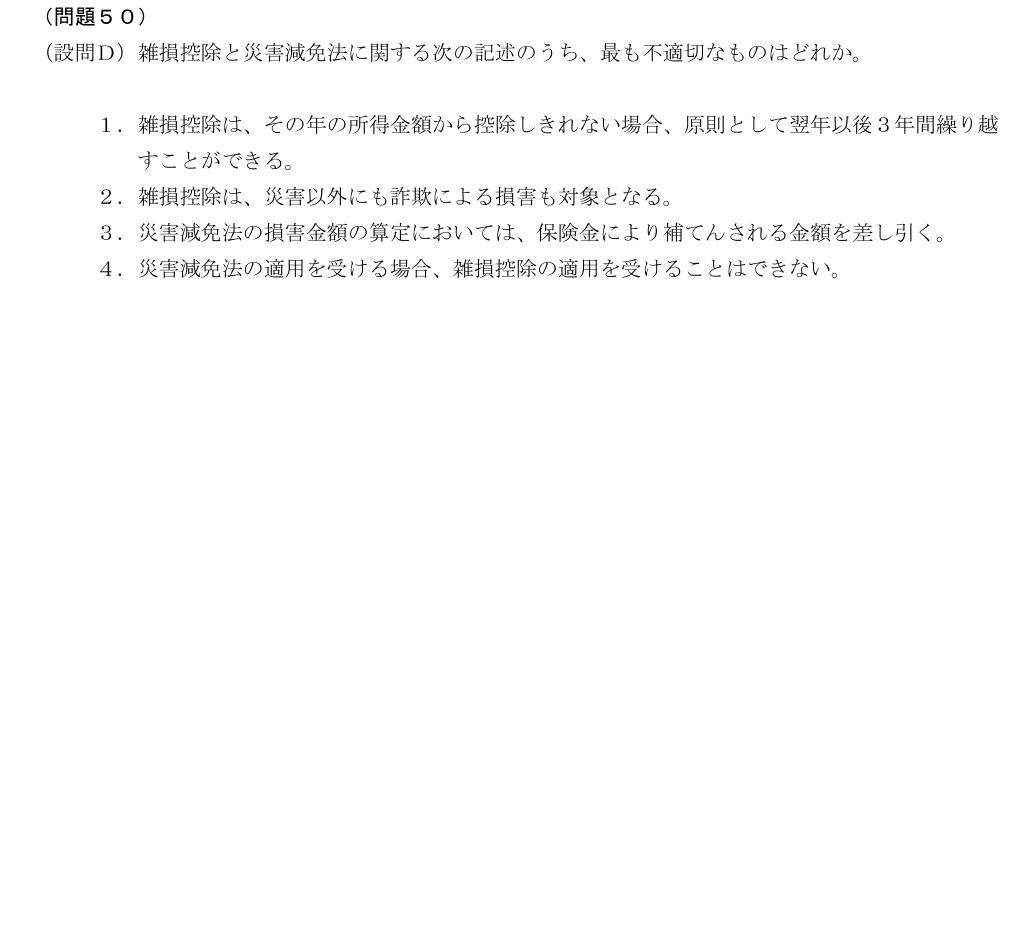 （問題５０）
（設問Ｄ）雑損控除と災害減免法に関する次の記述のうち、最も不適切なものはどれか。
１．雑損控除は、その年の所得金額から控除しきれない場合、原則として翌年以後３年間繰り越
すことができる。
２．雑損控除は、災害以外にも詐欺による損害も対象となる。
３．災害減免法の損害金額の算定においては、保険金により補てんされる金額を差し引く。
４．災害減免法の適用を受ける場合、雑損控除の適用を受けることはできない。